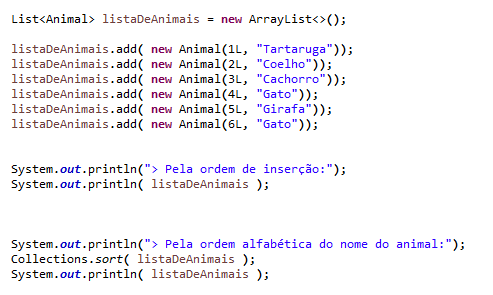 List<Animal> listaDeAnimais = new ArrayList<>();
listaDeAnimais.add( new Animal(1L, "Tartaruga"));
listaDeAnimais.add( new Animal(2L, "Coelho"));
listaDeAnimais.add( new Animal(3L, "Cachorro"));
listaDeAnimais.add( new Animal(4L, "Gato"));
listaDeAnimais.add( new Animal(5L, "Girafa"));
listaDeAnimais.add( new Animal(6L, "Gato"));
System.out.println("> Pela ordem de inserção:");
System.out.println( listaDeAnimais );
System.out.println("> Pela ordem alfabética do nome do animal:");
Collections.sort( listaDeAnimais );
System.out.println( listaDeAnimais );